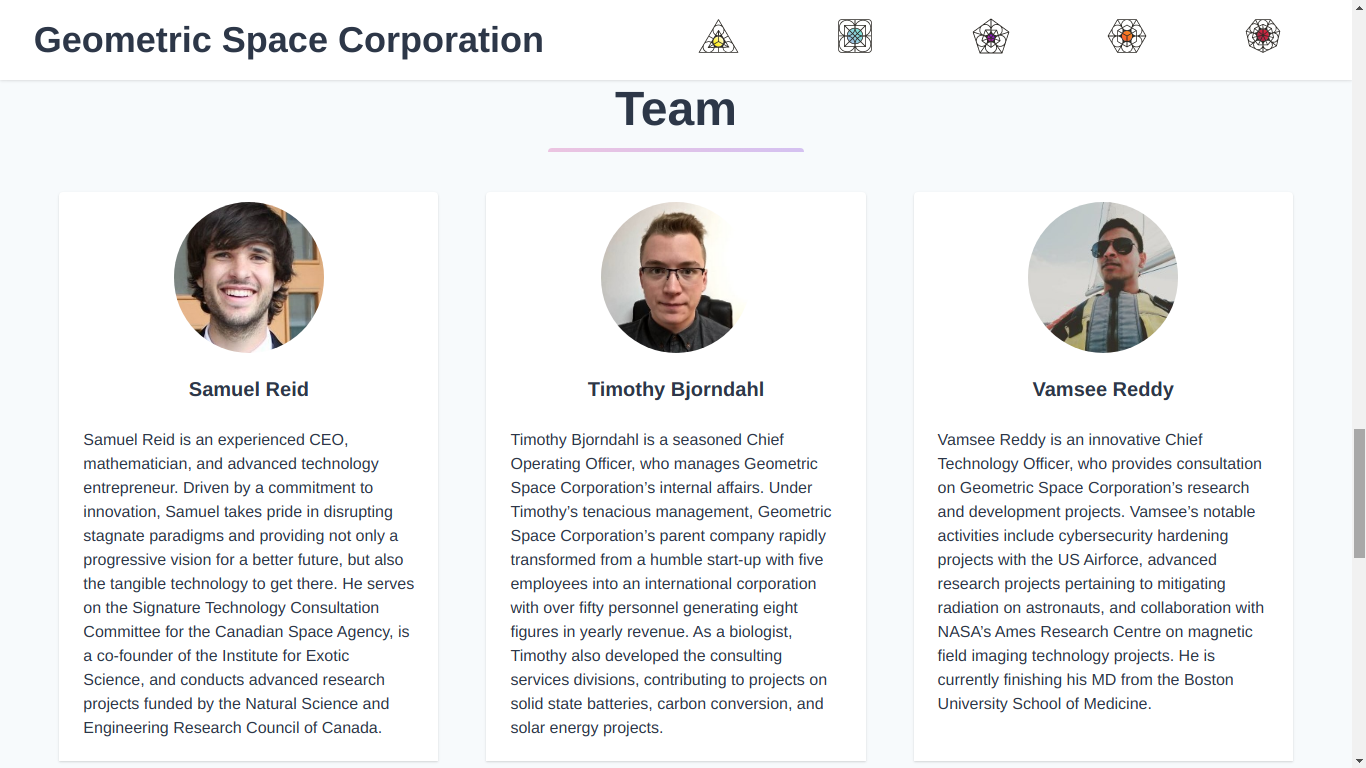 Geometric Space Corporation
Team
Samuel Reid
Samuel Reid is an experienced CEO,
mathematician, and advanced technology
entrepreneur. Driven by a commitment to
innovation, Samuel takes pride in disrupting
stagnate paradigms and providing not only a
progressive vision for a better future, but also
the tangible technology to get there. He serves
on the Signature Technology Consultation
Committee for the Canadian Space Agency, is
a co-founder of the Institute for Exotic
Science, and conducts advanced research
projects funded by the Natural Science and
Engineering Research Council of Canada.
Timothy Bjorndahl
Timothy Bjorndahl is a seasoned Chief
Operating Officer, who manages Geometric
Space Corporation’s internal affairs. Under
Timothy’s tenacious management, Geometric
Space Corporation’s parent company rapidly
transformed from a humble start-up with five
employees into an international corporation
with over fifty personnel generating eight
figures in yearly revenue. As a biologist,
Timothy also developed the consulting
services divisions, contributing to projects on
solid state batteries, carbon conversion, and
solar energy projects.
Vamsee Reddy
Vamsee Reddy is an innovative Chief
Technology Officer, who provides consultation
on Geometric Space Corporation’s research
and development projects. Vamsee’s notable
activities include cybersecurity hardening
projects with the US Airforce, advanced
research projects pertaining to mitigating
radiation on astronauts, and collaboration with
NASA’s Ames Research Centre on magnetic
field imaging technology projects. He is
currently finishing his MD from the Boston
University School of Medicine.